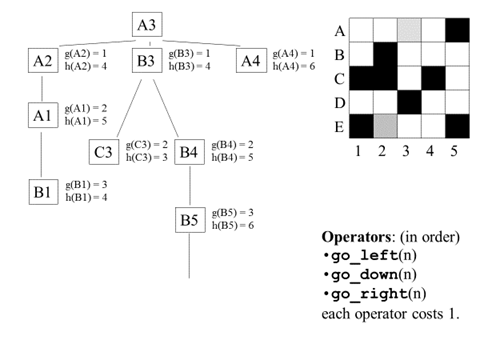 A3
A2
g(A2) = 1
h(A2) = 4
B3
g(B3) = 1
h(B3) = 4
A4
g(A4) = 1
h(A4) = 6
A1
g(A1) = 2
h(A1) = 5
C3
g(C3) = 2
h(C3) = 3
B4
g(B4) = 2
h(B4) = 5
B1
g(B1) = 3
h(B1) = 4
B5
g(B5) = 3
h(B5) = 6
A
B
C
D
E
1 2 3 4 5
Operators: (in order)
•go_left(n)
•go_down(n)
•go_right(n)
each operator costs 1.